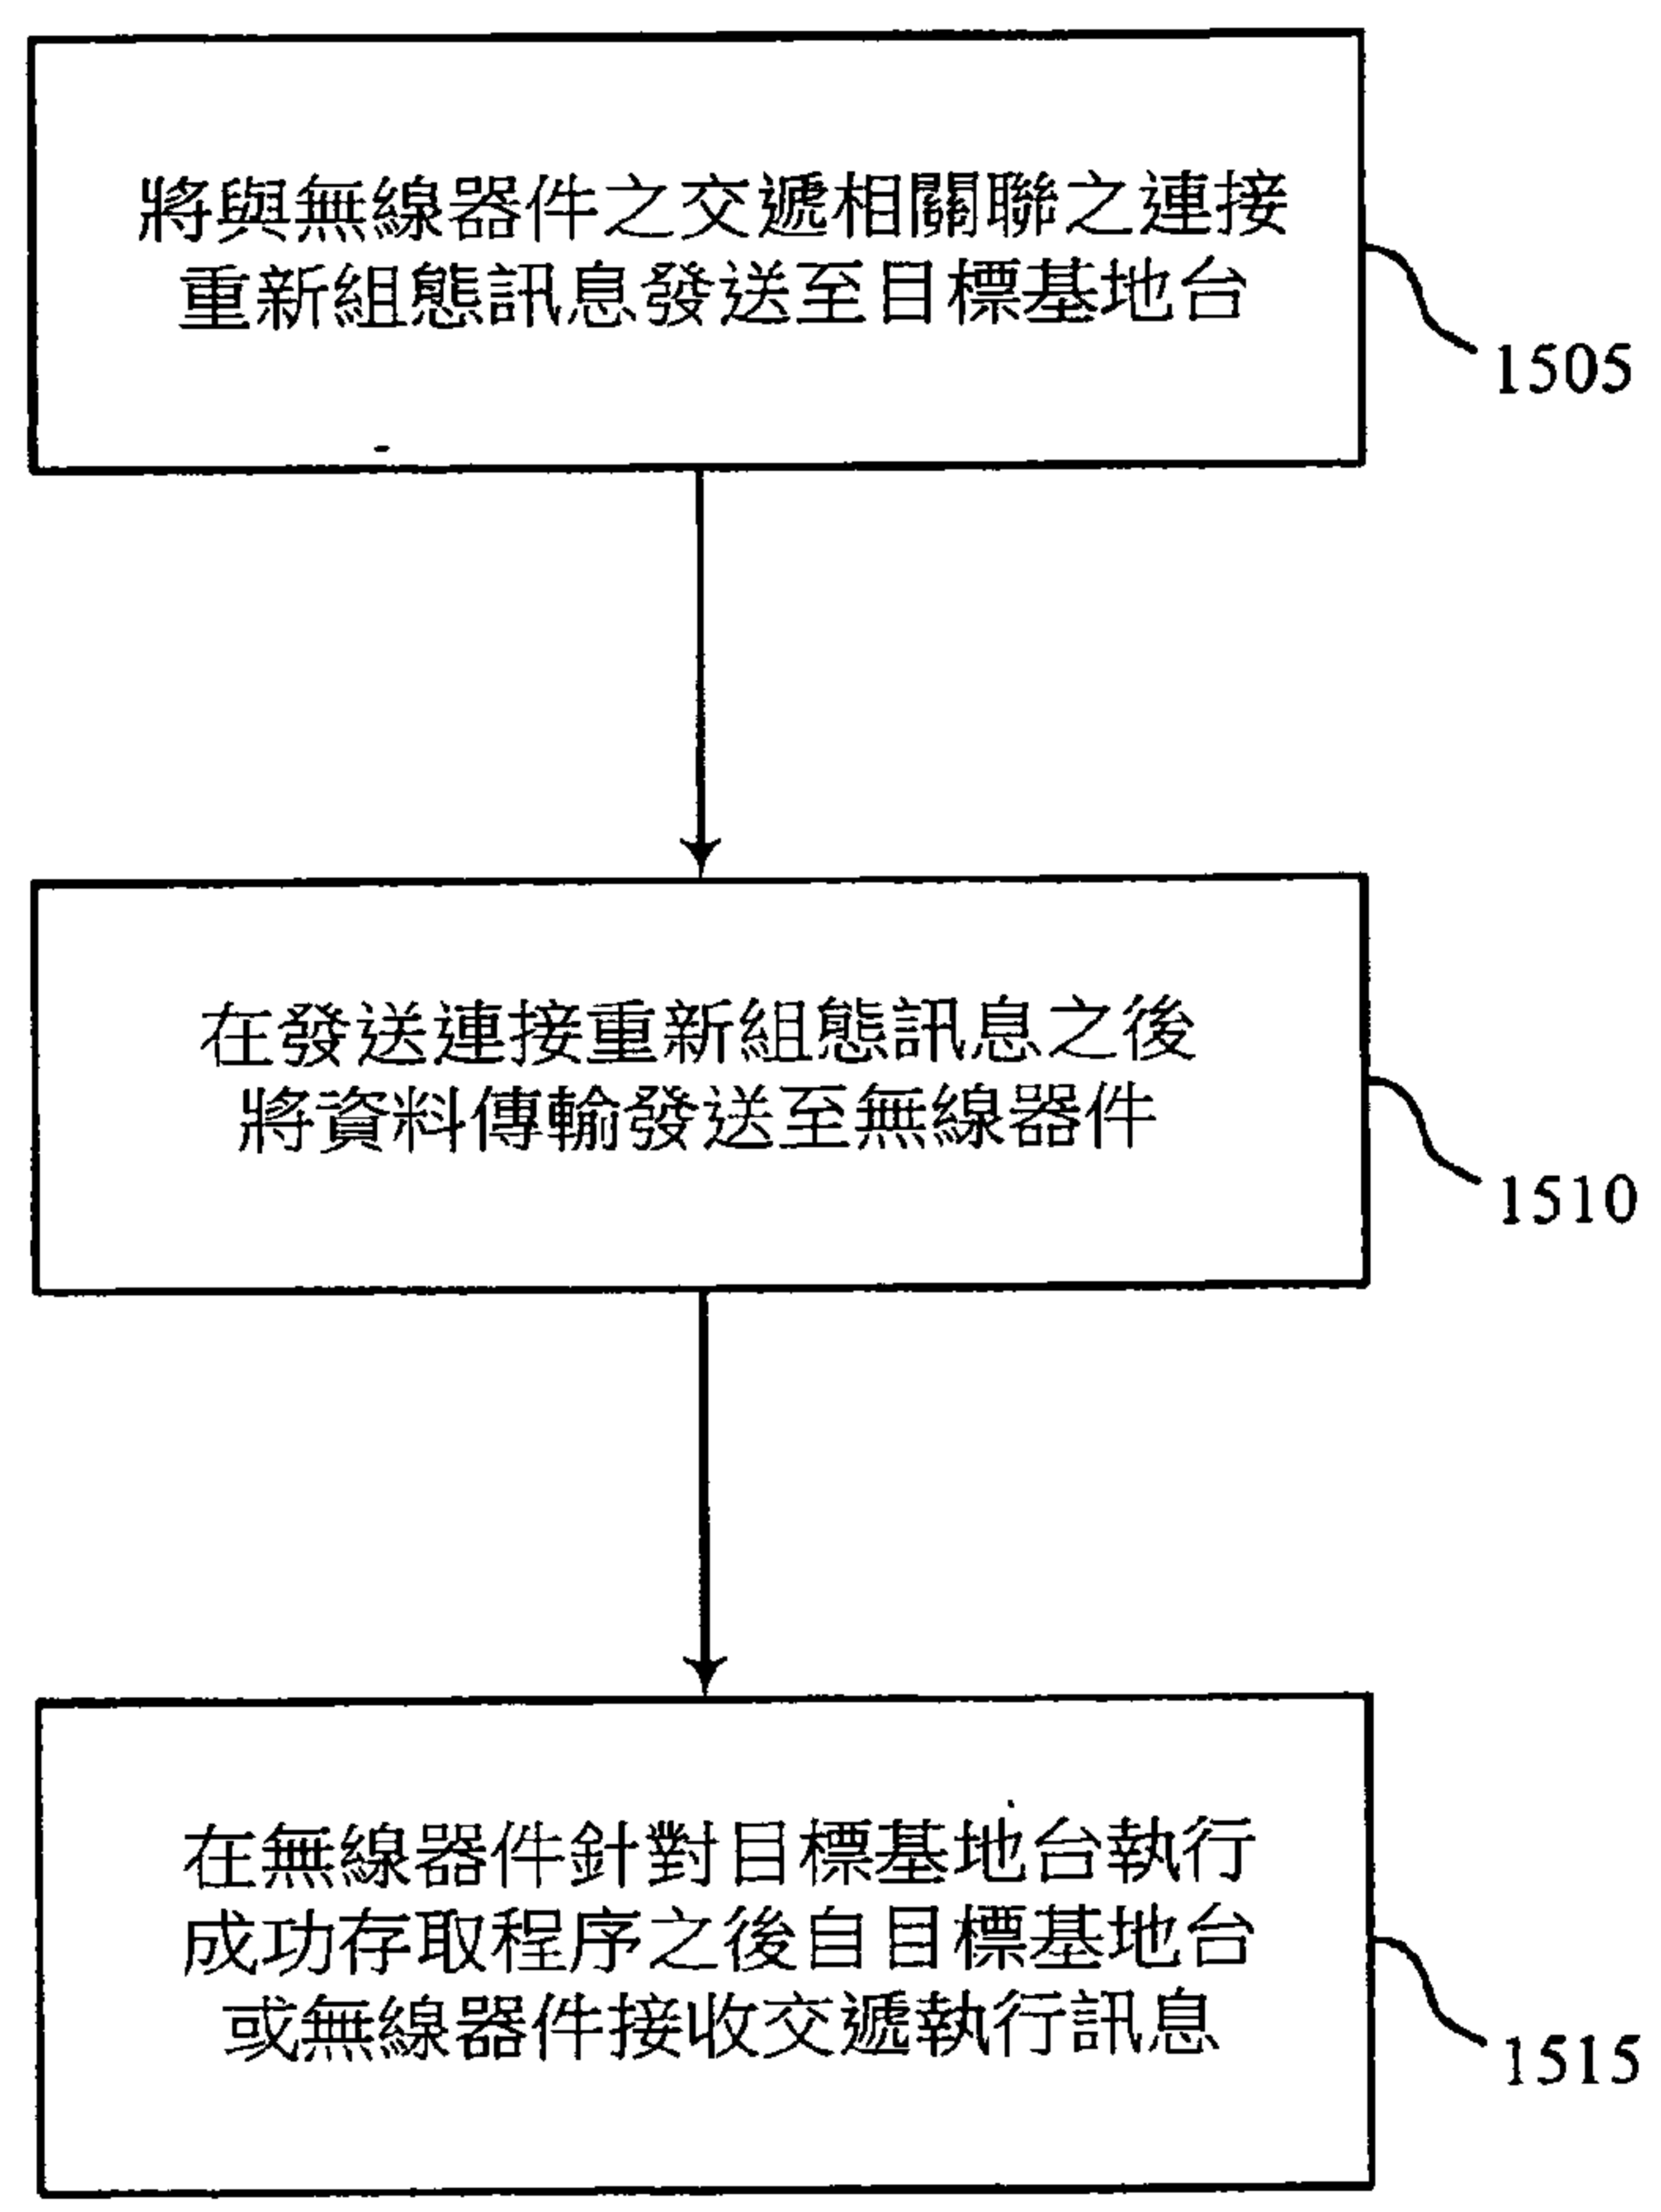 將與無線器件之交遞相關聯之連接
重新組態訊息發送至目標基地台
1505
在發送連接重新組態訊息之後
將資料傳輸發送至無線器件
1510
在無線器件針對目標基地台執行
成功存取程序之後自目標基地台
或無線器件接收交遞執行訊息
1515